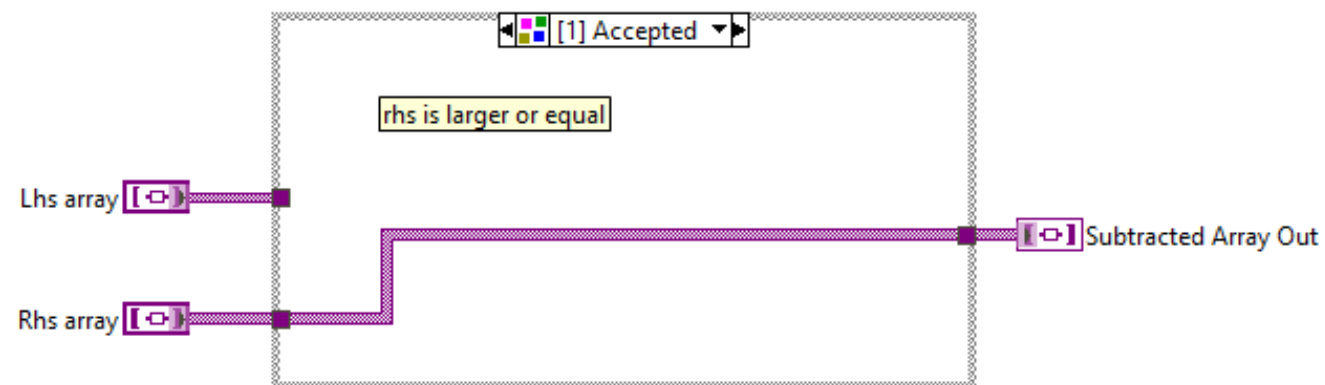 [1] Accepted
rhs is larger or equal
Lhs array
Subtracted Array Out
Rhs array